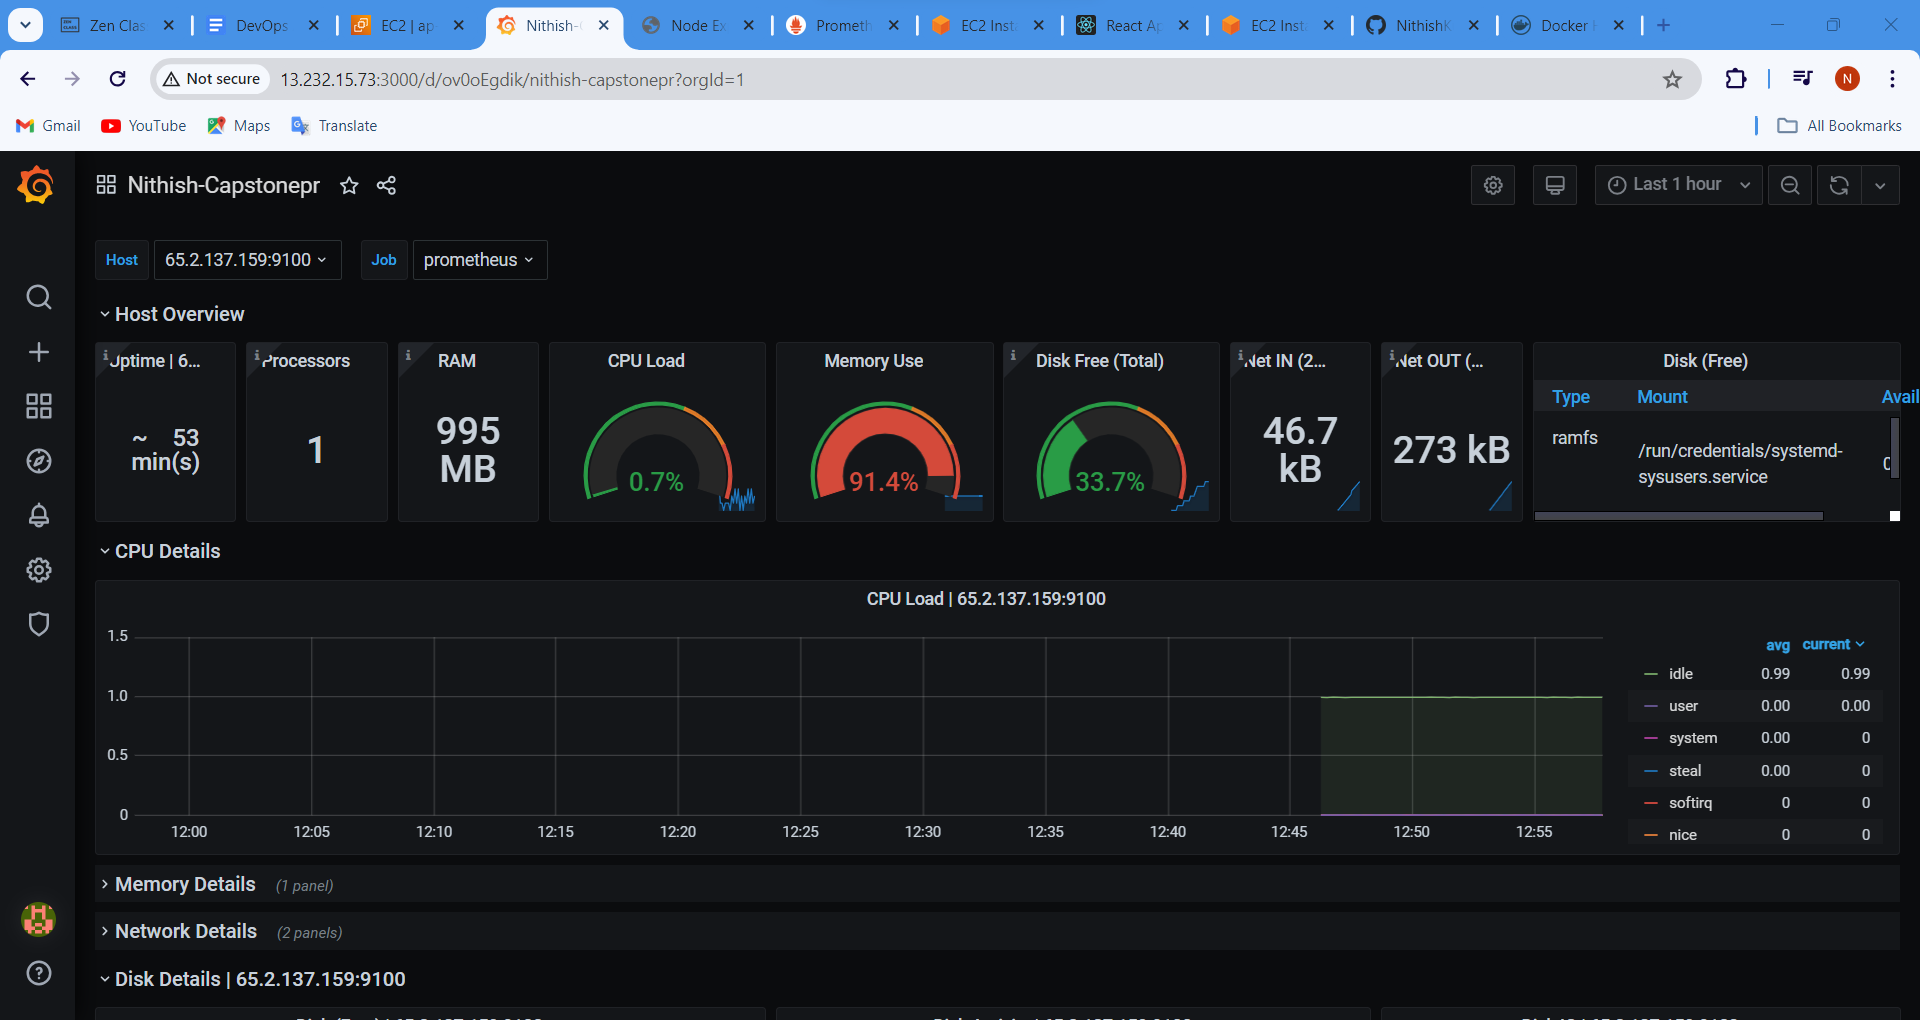 Zen Clas
DevOps
EC2 | ap
Nithish-
Node Ex
Prometh
EC2 Inst
React Ap
EC2 Inst
NithishK
Docker
Not secure
13.232.15.73:3000/d/ov0oEgdik/nithish-capstonepr?orgId=1
N
Gmail
YouTube
Maps
Translate
All Bookmarks
Nithish-Capstonepr
Last 1 hour
Host
65.2.137.159:9100
Job
prometheus
Host Overview
Uptime | 6...
~ 53
min(s)
Processors
1
RAM
995
MB
CPU Load
0.7%
Memory Use
91.4%
Disk Free (Total)
33.7%
Net IN (2...
46.7
kB
Net OUT (...
273 kB
Disk (Free)
Type Mount Avail
ramfs
/run/credentials/systemd-
sysusers.service
CPU Details
CPU Load | 65.2.137.159:9100
1.5
1.0
0.5
0
12:00 12:05 12:10 12:15 12:20 12:25 12:30 12:35 12:40 12:45 12:50 12:55
avg current
idle 0.99 0.99
user 0.00 0.00
system 0.00 0
steal 0.00 0
softirq 0 0
nice 0 0
Memory Details (1 panel)
Network Details (2 panels)
Disk Details | 65.2.137.159:9100